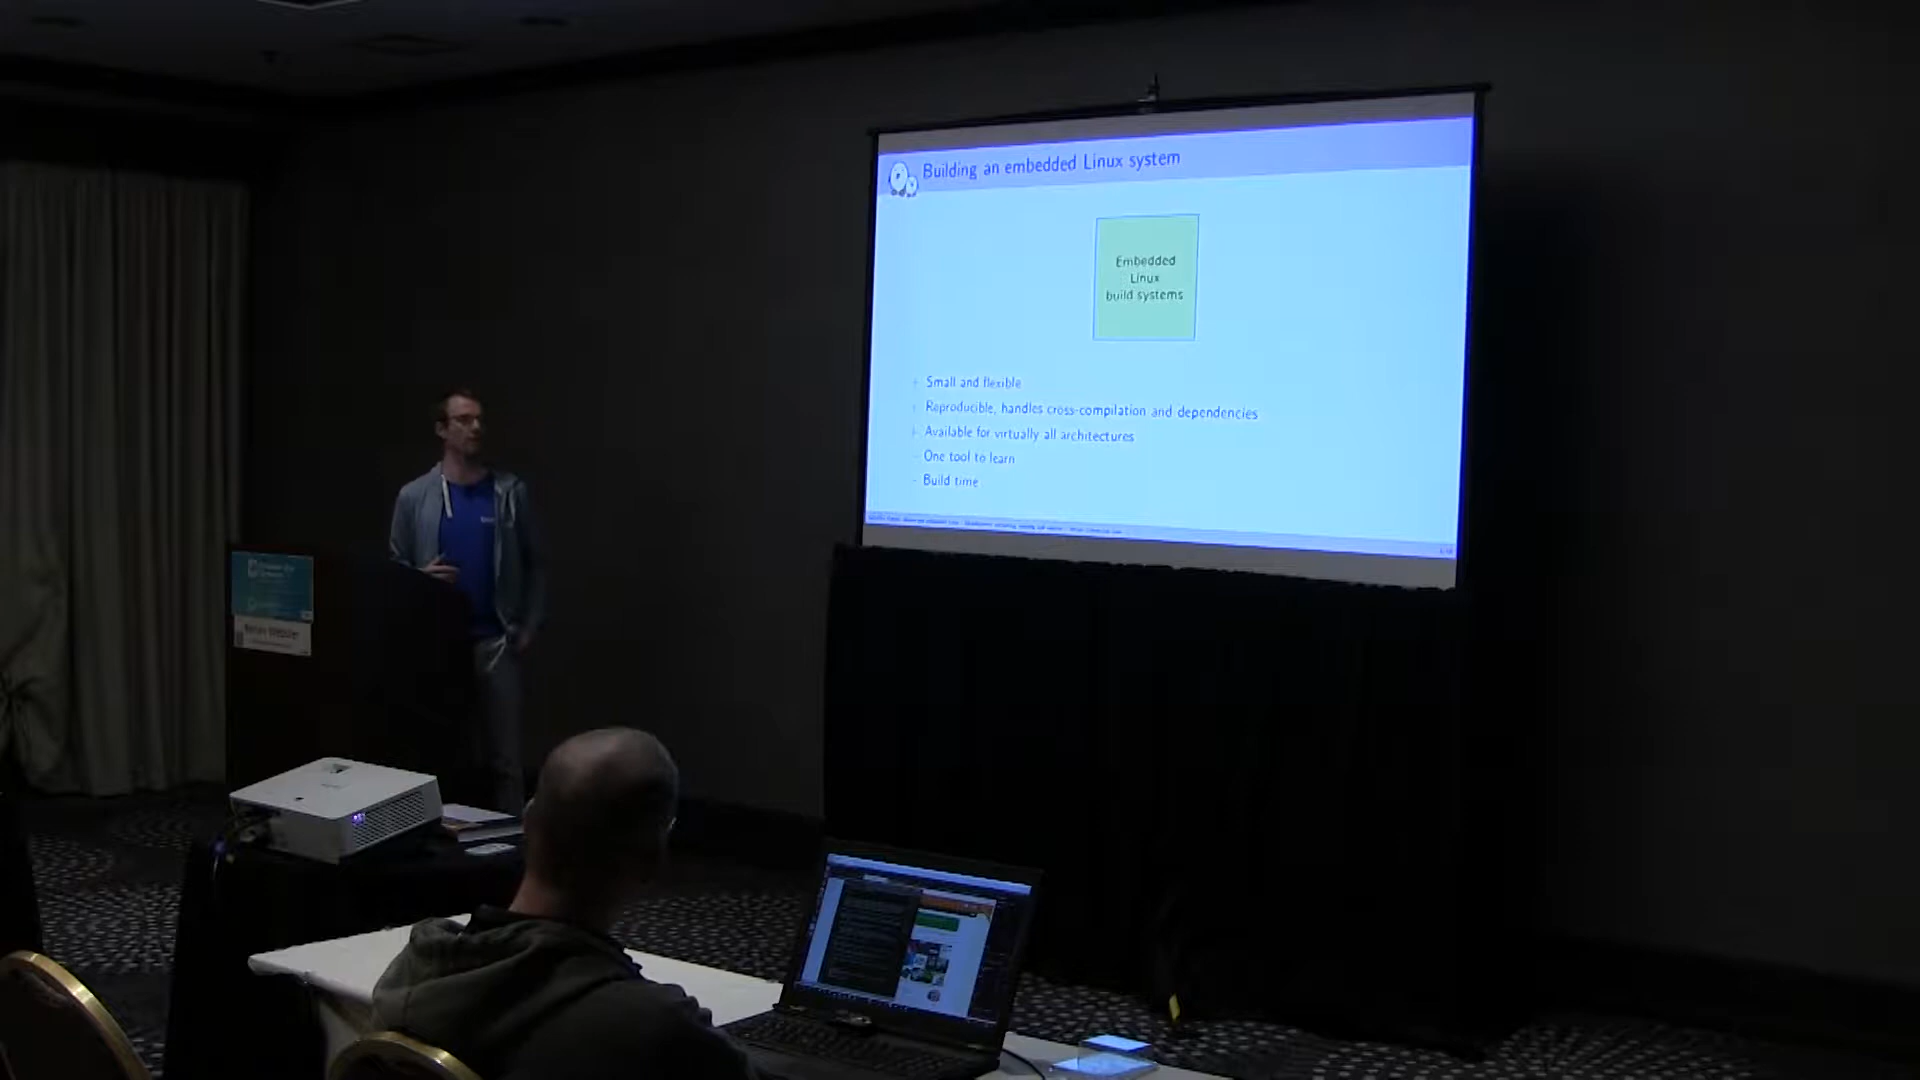 Building an embedded Linux system
Embedded
Linux
build systems
+ Small and flexible
+ Reproducible, handles cross-compilation and dependencies
+ Available for virtually all architectures
- One tool to learn
- Build time